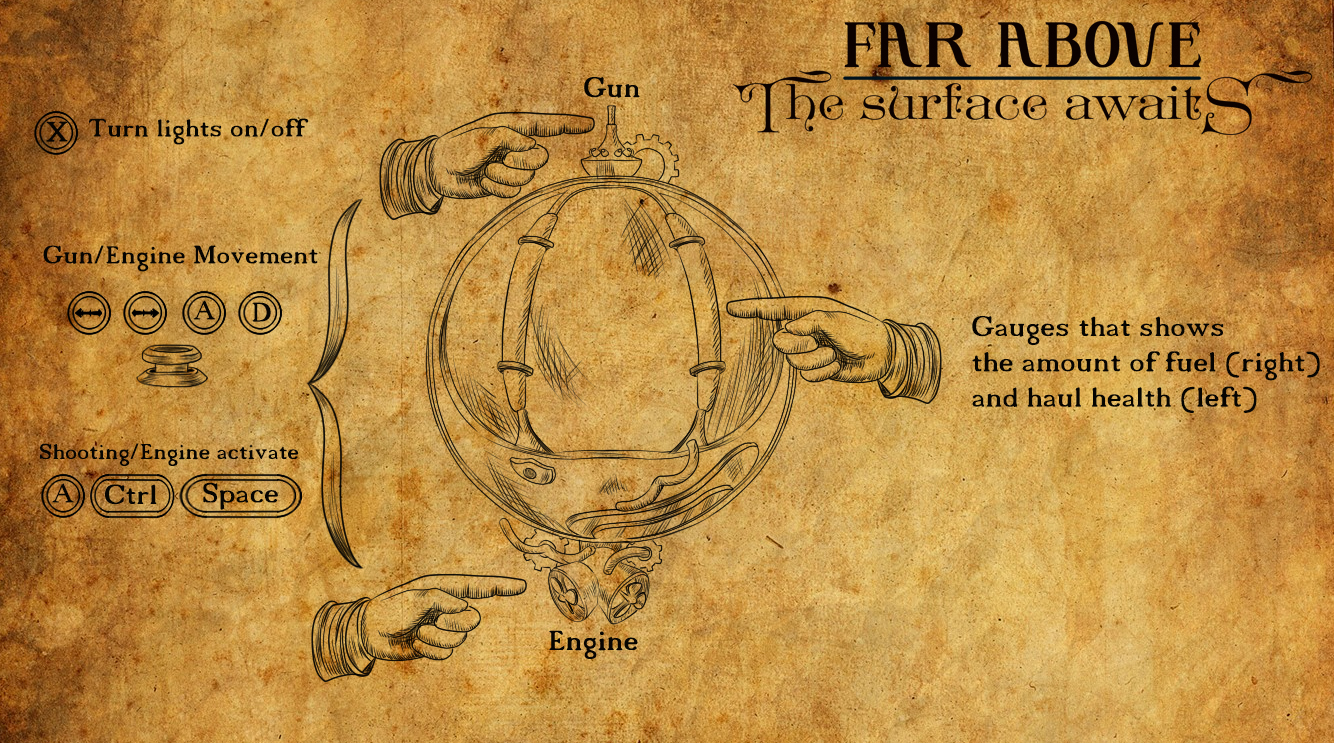 FAR ABOVE
The surface awaitS
Gun
X Turn lights on/off
Gun/Engine Movement
A D
Gauges that shows
the amount of fuel (right)
and haul health (left)
Shooting/Engine activate
A Ctrl Space
Engine